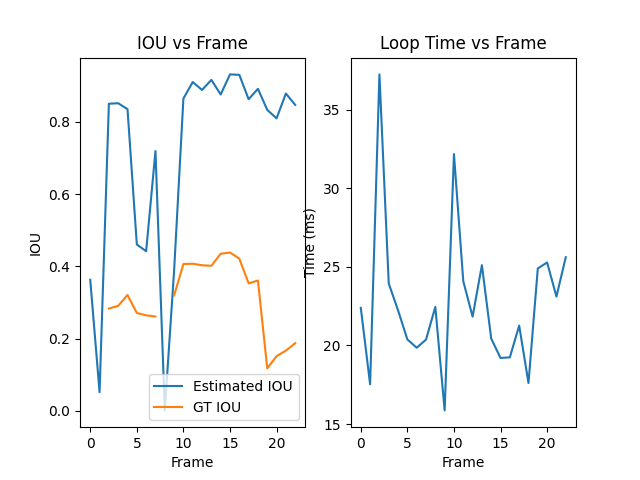 IOU vs Frame
IOU
0.8
0.6
0.4
0.2
0.0
Estimated IOU
GT IOU
0 5 10 15 20
Frame
Loop Time vs Frame
Time (ms)
35
30
25
20
15
0 5 10 15 20
Frame